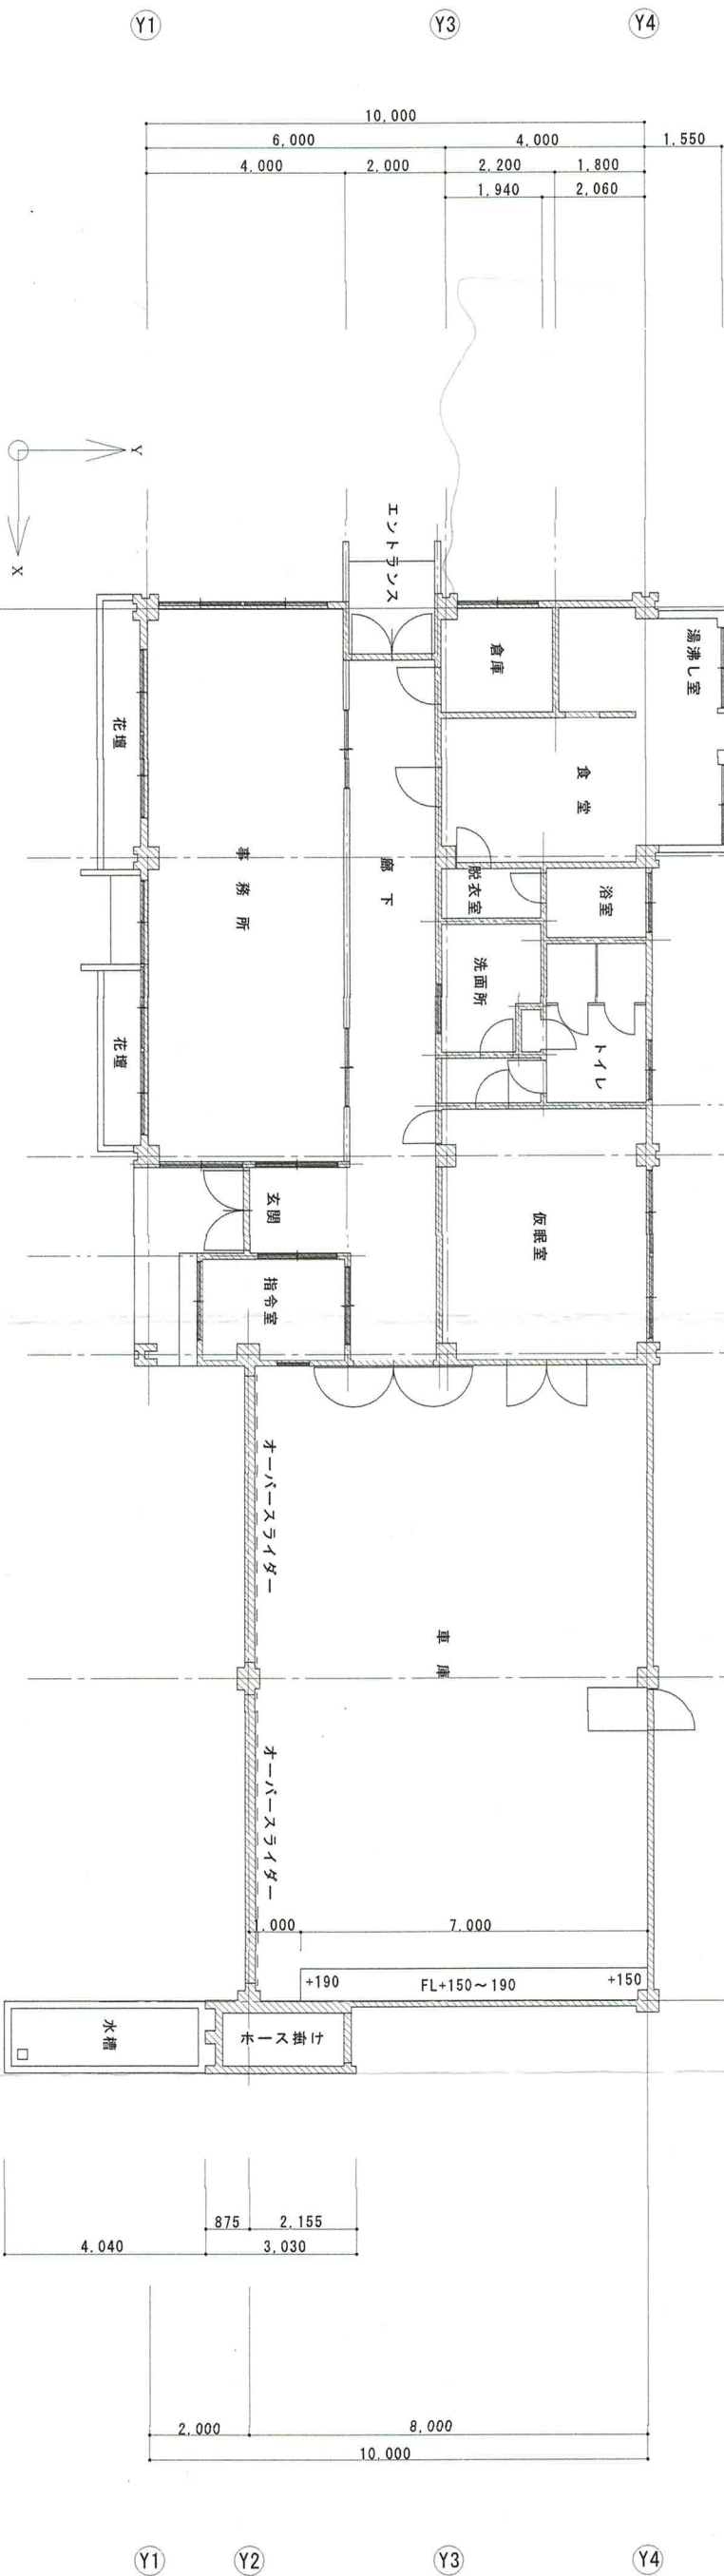 Y1 Y3 Y4
10,000
6,000 4,000 1,550
4,000 2,000 2,200 1,800
1,940 2,060
Y
X
エントランス
倉庫
湯沸し室
花壇
食堂
事務所
廊下
脱衣室
浴室
洗面所
花壇
トイレ
玄関
仮眠室
指令室
オーバースライダー
車庫
オーバースライダー
1,000 7,000
+190 FL+150～190 +150
水槽
ホース掛け
875 2,155
4,040 3,030
2,000 8,000
10,000
Y1 Y2 Y3 Y4